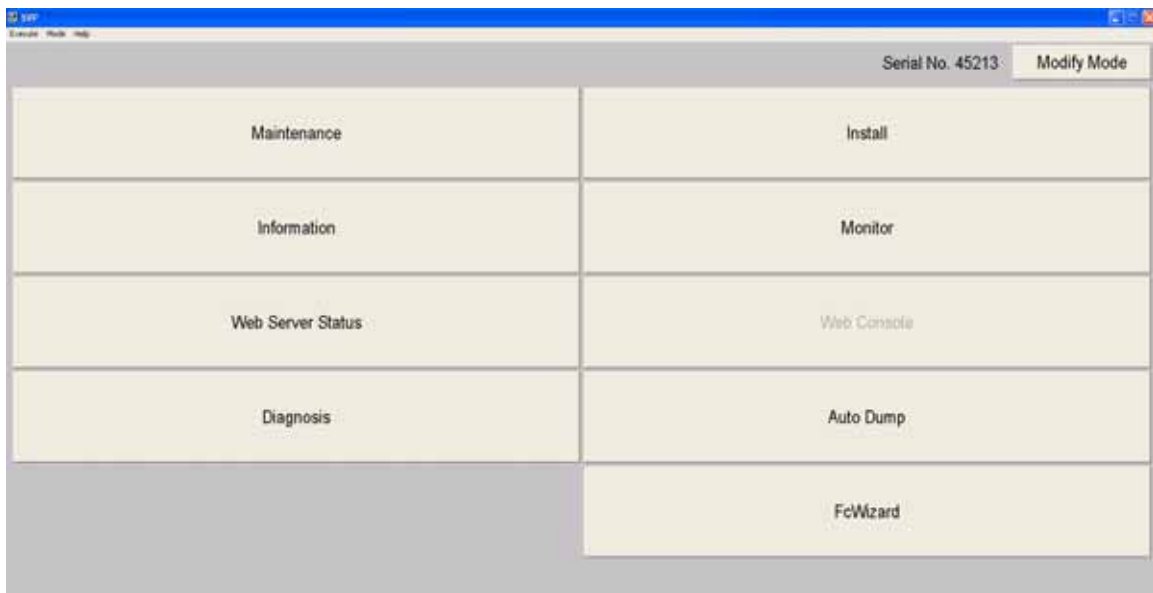 SVP
Execute Mode Help
Serial No. 45213 Modify Mode
Maintenance Install
Information Monitor
Web Server Status Web Console
Diagnosis Auto Dump
FcWizard